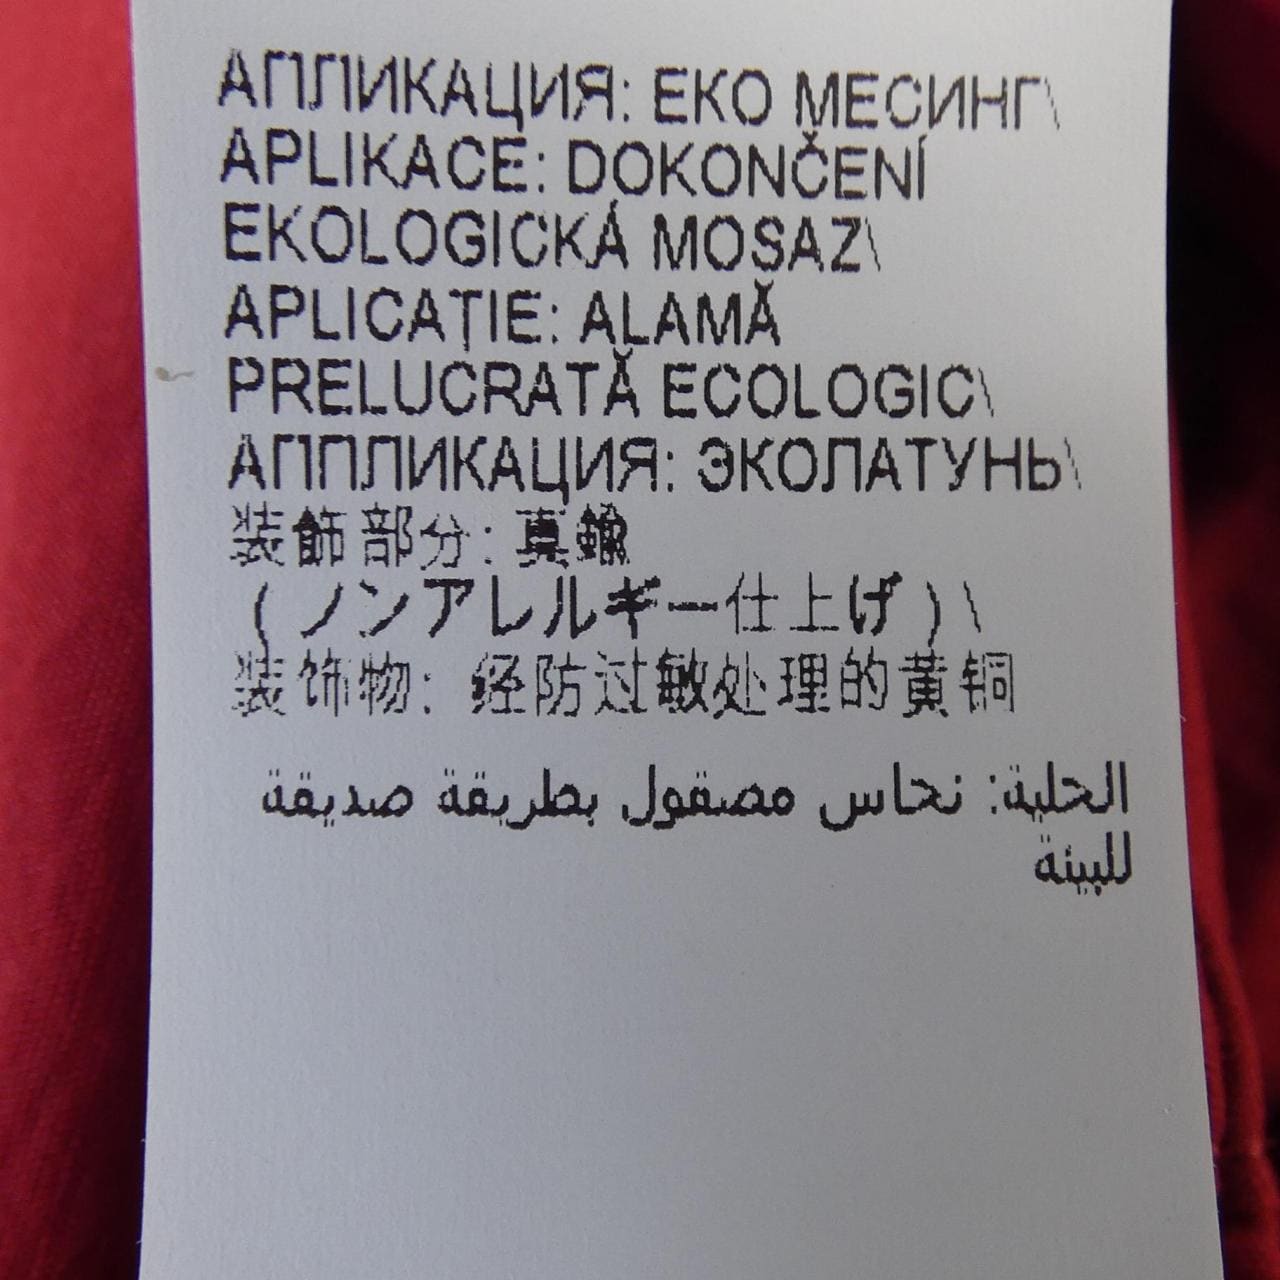 АПЛИКАЦИЯ: ЕКО МЕСИНГ\
APLIKACE: DOKONČENÍ
EKOLOGICKÁ MOSAZ\
APLICAȚIE: ALAMĂ
PRELUCRATĂ ECOLOGIC\
АППЛИКАЦИЯ: ЭКОЛАТУНЬ\
装飾部分: 真鍮
(ノンアレルギー仕上げ)\
装饰物: 经防过敏处理的黄铜
الحلية: نحاس مصقول بطريقة صديقة
للبيئة